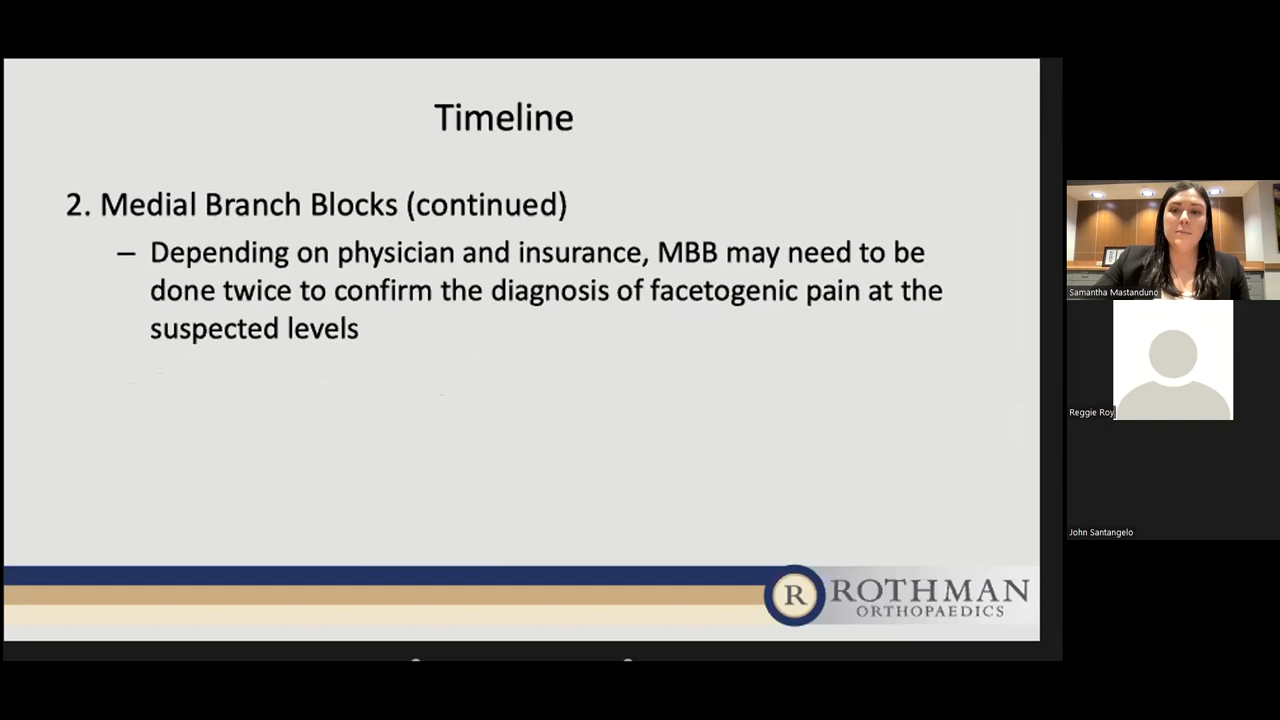 Timeline
2. Medial Branch Blocks (continued)
– Depending on physician and insurance, MBB may need to be
done twice to confirm the diagnosis of facetogenic pain at the
suspected levels
R ROTHMAN
ORTHOPAEDICS
Samantha Mastanduno
Reggie Roy
John Santangelo